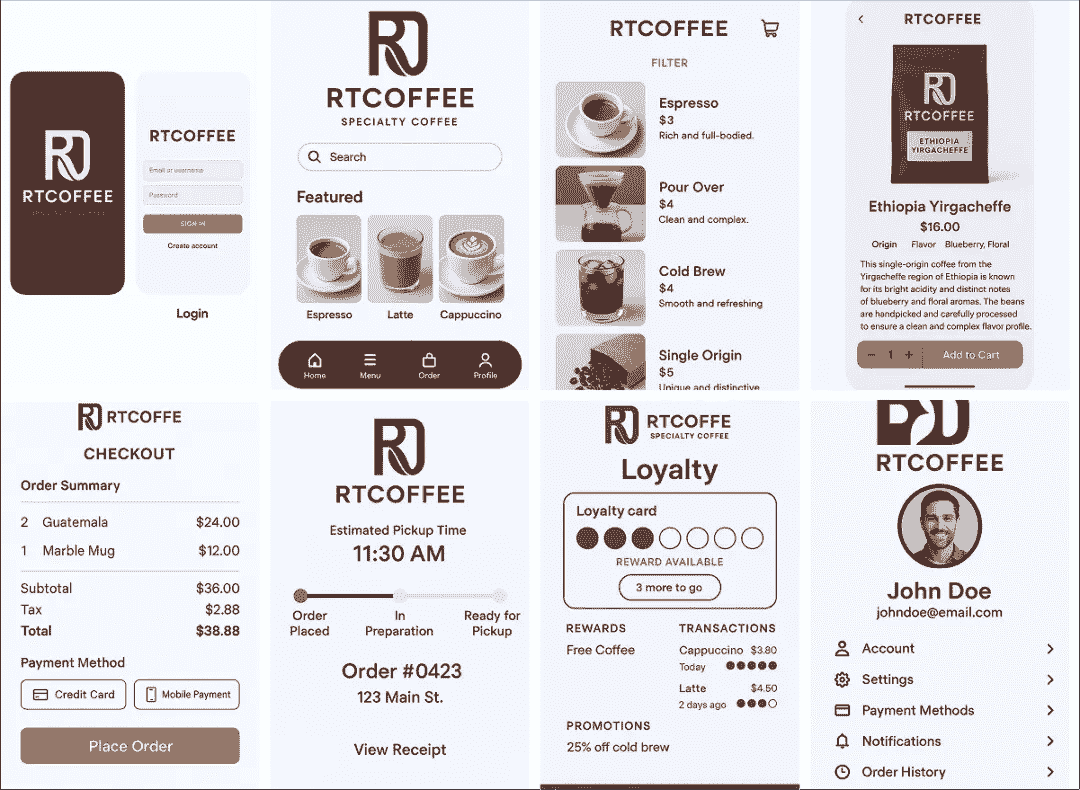 RTCOFFEE
RTCOFFEE
Email or username
Password
SIGN IN
Create account
Login
RTCOFFEE
SPECIALTY COFFEE
Search
Featured
Espresso
Latte
Cappuccino
Home
Menu
Order
Profile
RTCOFFEE
FILTER
Espresso
$3
Rich and full-bodied.
Pour Over
$4
Clean and complex.
Cold Brew
$4
Smooth and refreshing
Single Origin
$5
Unique and distinctive
RTCOFFEE
RTCOFFEE
ETHIOPIA
YIRGACHEFFE
Ethiopia Yirgacheffe
$16.00
Origin Flavor Blueberry, Floral
This single-origin coffee from the
Yirgacheffe region of Ethiopia is known
for its bright acidity and distinct notes
of blueberry and floral aromas. The beans
are handpicked and carefully processed
to ensure a clean and complex flavor profile.
− 1 + Add to Cart
RTCOFFE
CHECKOUT
Order Summary
2 Guatemala $24.00
1 Marble Mug $12.00
Subtotal $36.00
Tax $2.88
Total $38.88
Payment Method
Credit Card
Mobile Payment
Place Order
RTCOFFEE
Estimated Pickup Time
11:30 AM
Order
Placed
In
Preparation
Ready for
Pickup
Order #0423
123 Main St.
View Receipt
RTCOFFE
SPECIALTY COFFEE
Loyalty
Loyalty card
REWARD AVAILABLE
3 more to go
REWARDS
Free Coffee
TRANSACTIONS
Cappuccino $3.80
Today
Latte $4.50
2 days ago
PROMOTIONS
25% off cold brew
RTCOFFEE
John Doe
johndoe@email.com
Account
Settings
Payment Methods
Notifications
Order History